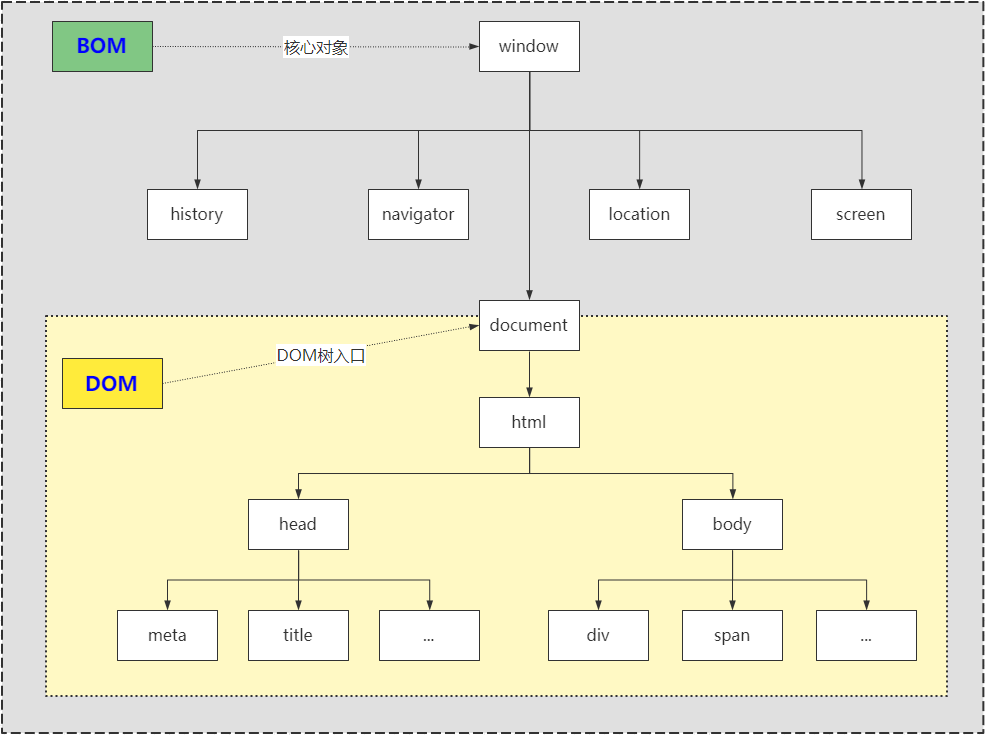 BOM
核心对象
window
history
navigator
location
screen
document
DOM树入口
DOM
html
head
body
meta
title
...
div
span
...